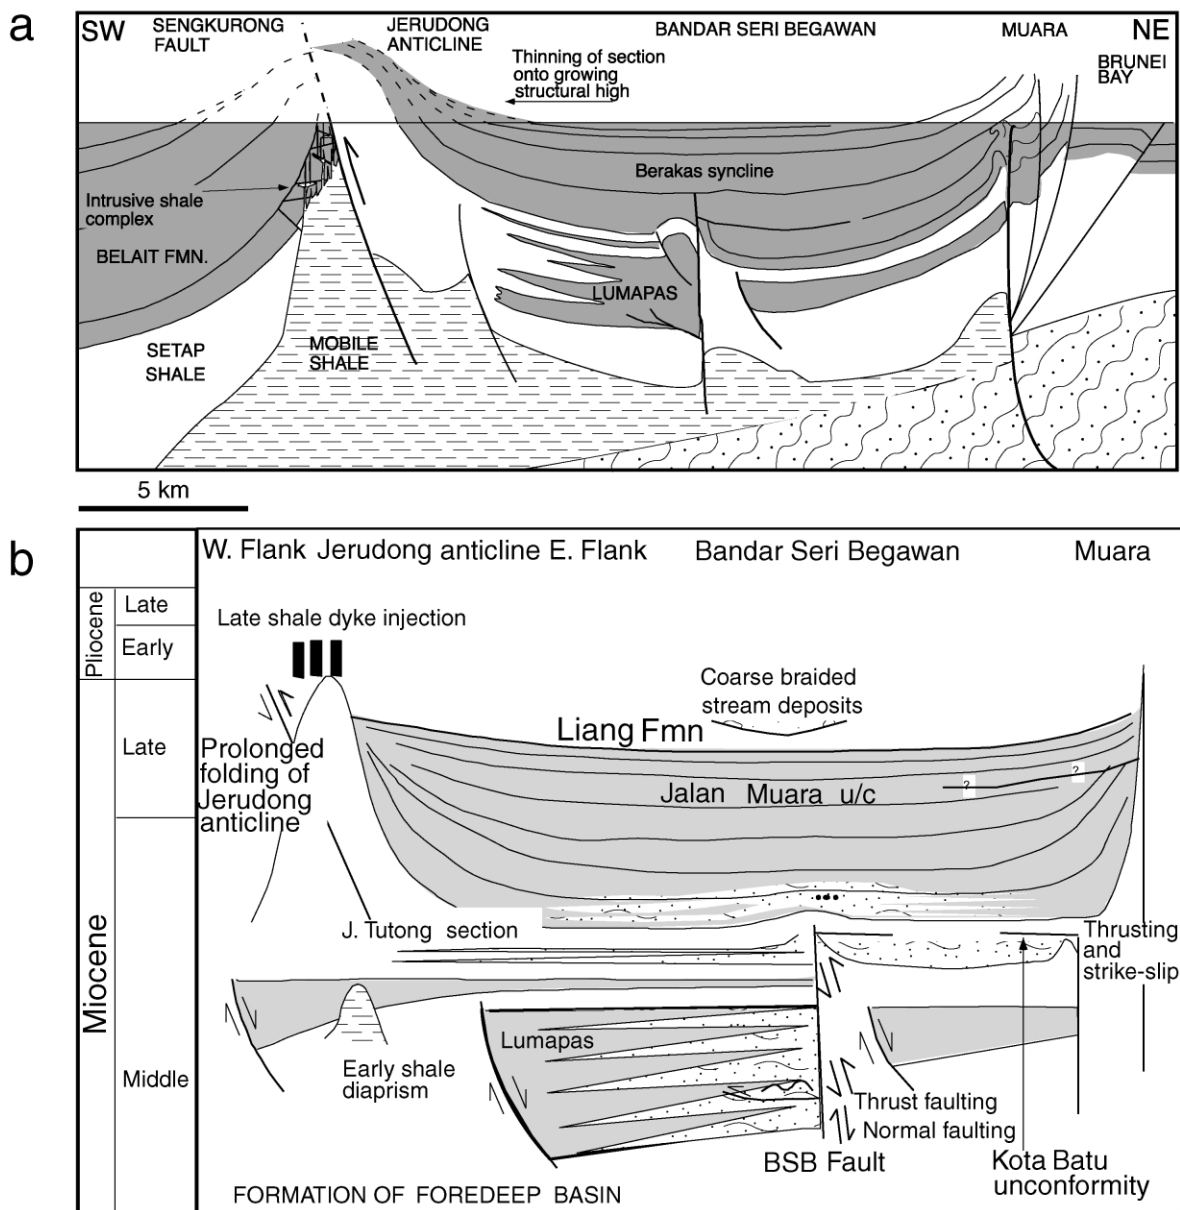 a
SW
SENGKURONG
FAULT
JERUDONG
ANTICLINE
BANDAR SERI BEGAWAN
MUARA
NE
BRUNEI
BAY
Thinning of section
onto growing
structural high
Berakas syncline
Intrusive shale
complex
BELAIT FMN.
LUMAPAS
SETAP
SHALE
MOBILE
SHALE
5 km
b
W. Flank Jerudong anticline E. Flank
Bandar Seri Begawan
Muara
Pliocene
Late
Early
Late shale dyke injection
Coarse braided
stream deposits
Liang Fmn
Late
Prolonged
folding of
Jerudong
anticline
Jalan Muara u/c
?
?
J. Tutong section
Thrusting
and
strike-slip
Miocene
Lumapas
Early shale
diaprism
Middle
Thrust faulting
Normal faulting
BSB Fault
Kota Batu
unconformity
FORMATION OF FOREDEEP BASIN